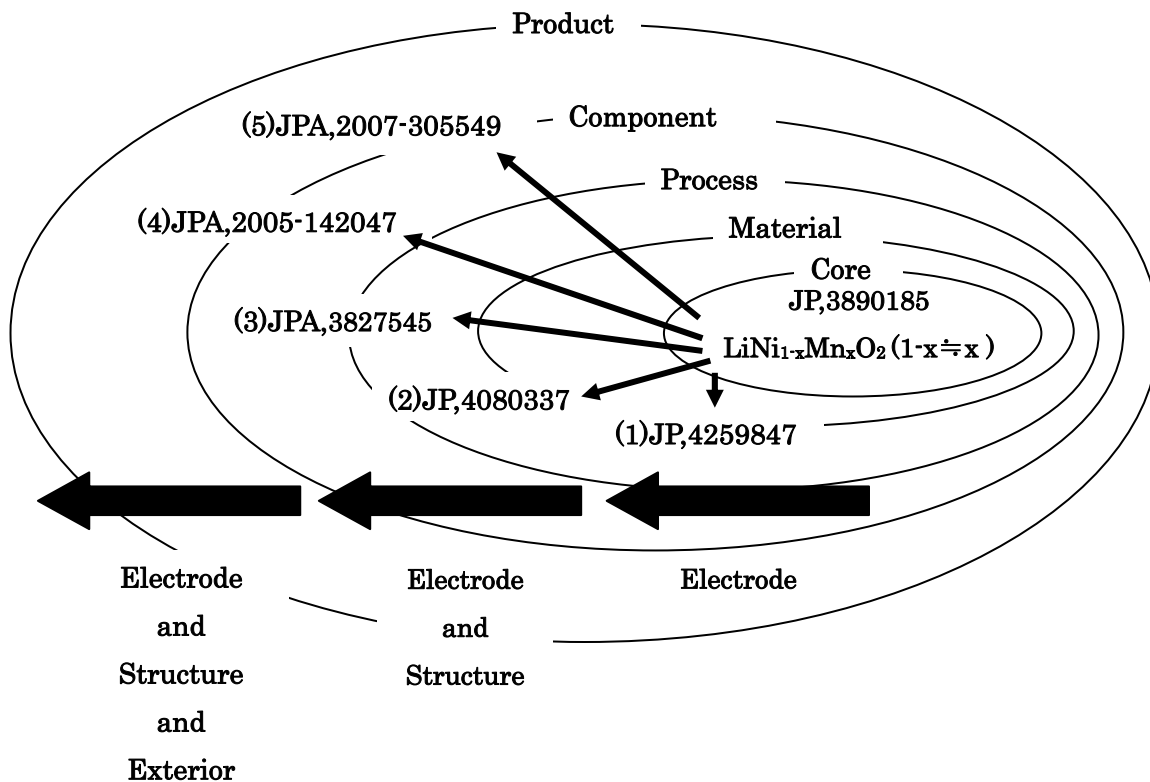 Product
(5)JPA,2007-305549
Component
Process
(4)JPA,2005-142047
Material
Core
JP,3890185
(3)JPA,3827545
LiNi₁₋ₓMnₓO₂ (1-x≒x )
(2)JP,4080337
(1)JP,4259847
Electrode
and
Structure
and
Exterior
Electrode
and
Structure
Electrode